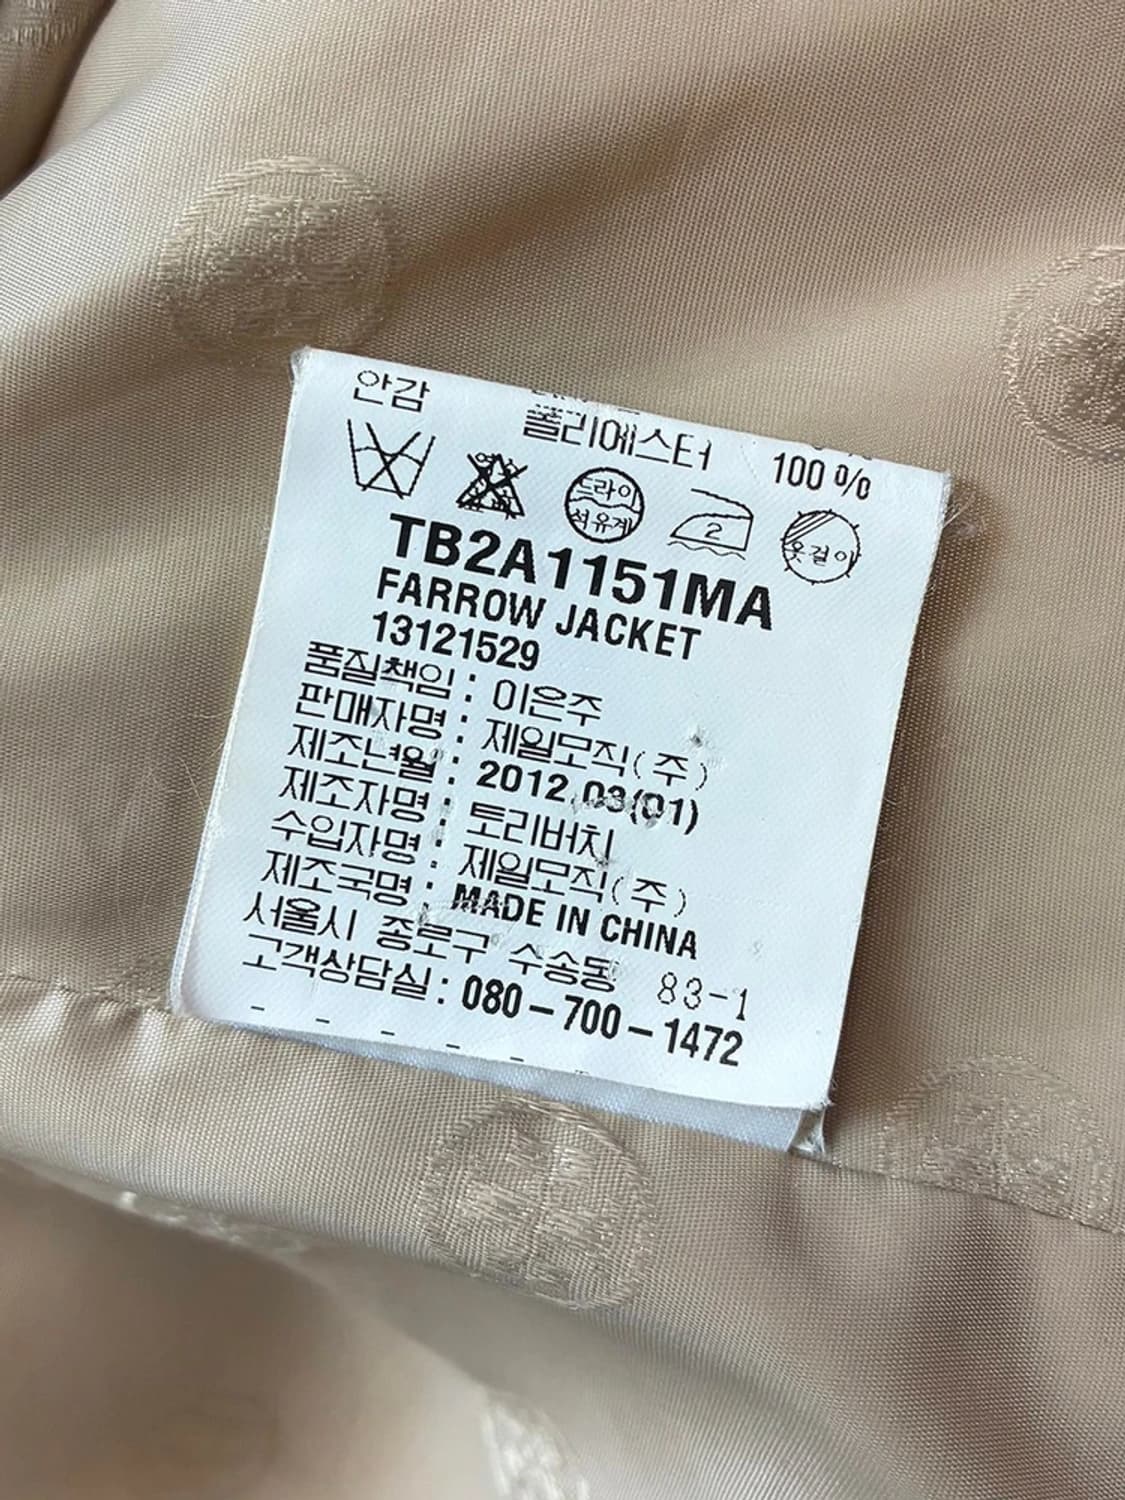 안감
폴리에스터 100 %
드라이
석유계
2
옷걸이
TB2A1151MA
FARROW JACKET
13121529
품질책임 : 이은주
판매자명 : 제일모직(주)
제조년월 : 2012.03(01)
제조자명 : 토리버치
수입자명 : 제일모직(주)
제조국명 : MADE IN CHINA
서울시 종로구 수송동 83-1
고객상담실 : 080-700-1472